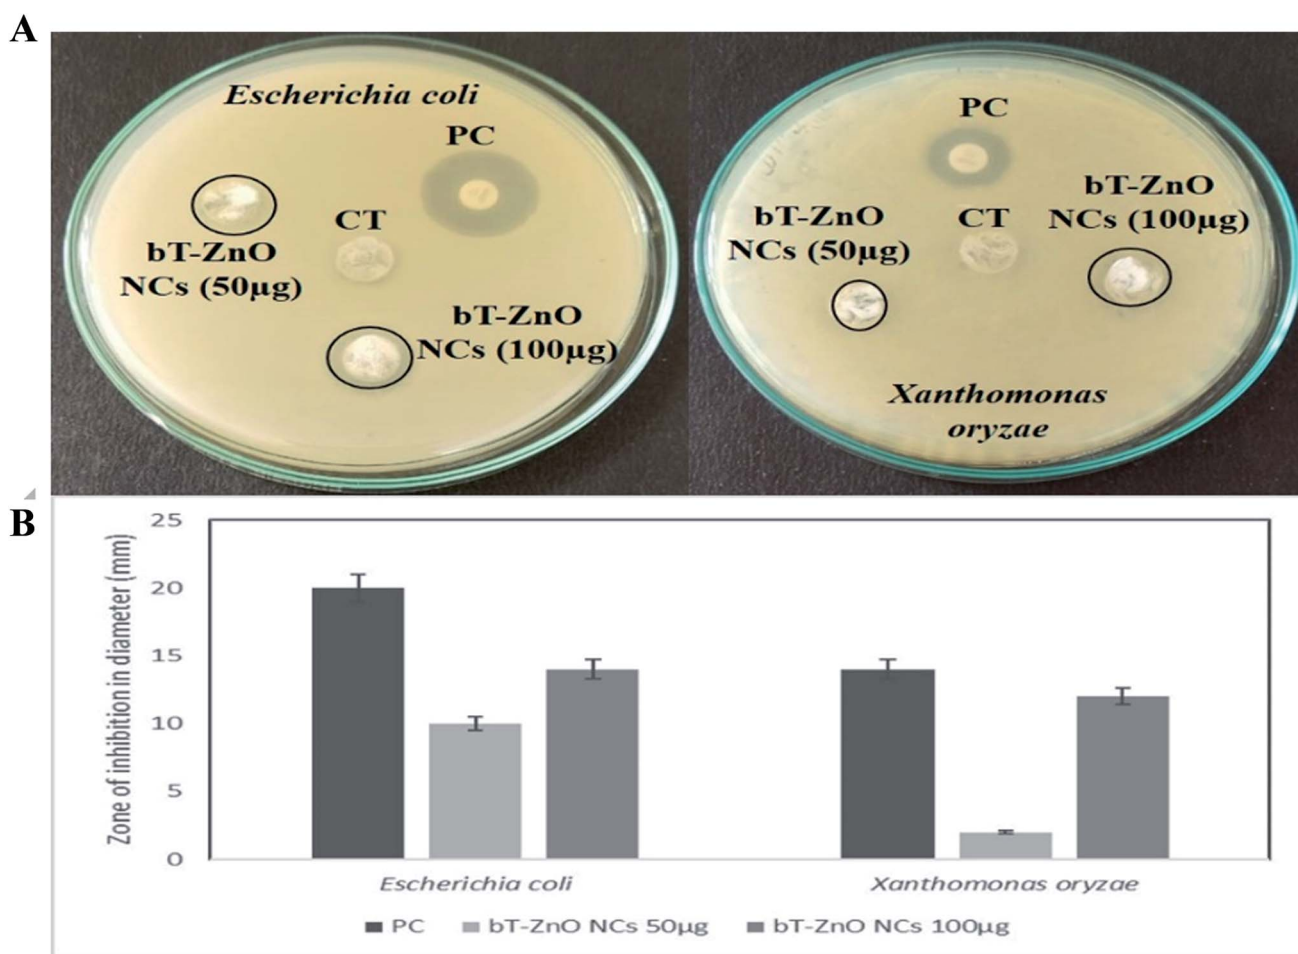 A
Escherichia coli
PC
CT
bT-ZnO
NCs (50µg)
bT-ZnO
NCs (100µg)
PC
bT-ZnO
NCs (100µg)
bT-ZnO
NCs (50µg)
CT
Xanthomonas
oryzae
B
Zone of inhibition in diameter (mm)
25
20
15
10
5
0
Escherichia coli
Xanthomonas oryzae
PC
bT-ZnO NCs 50µg
bT-ZnO NCs 100µg